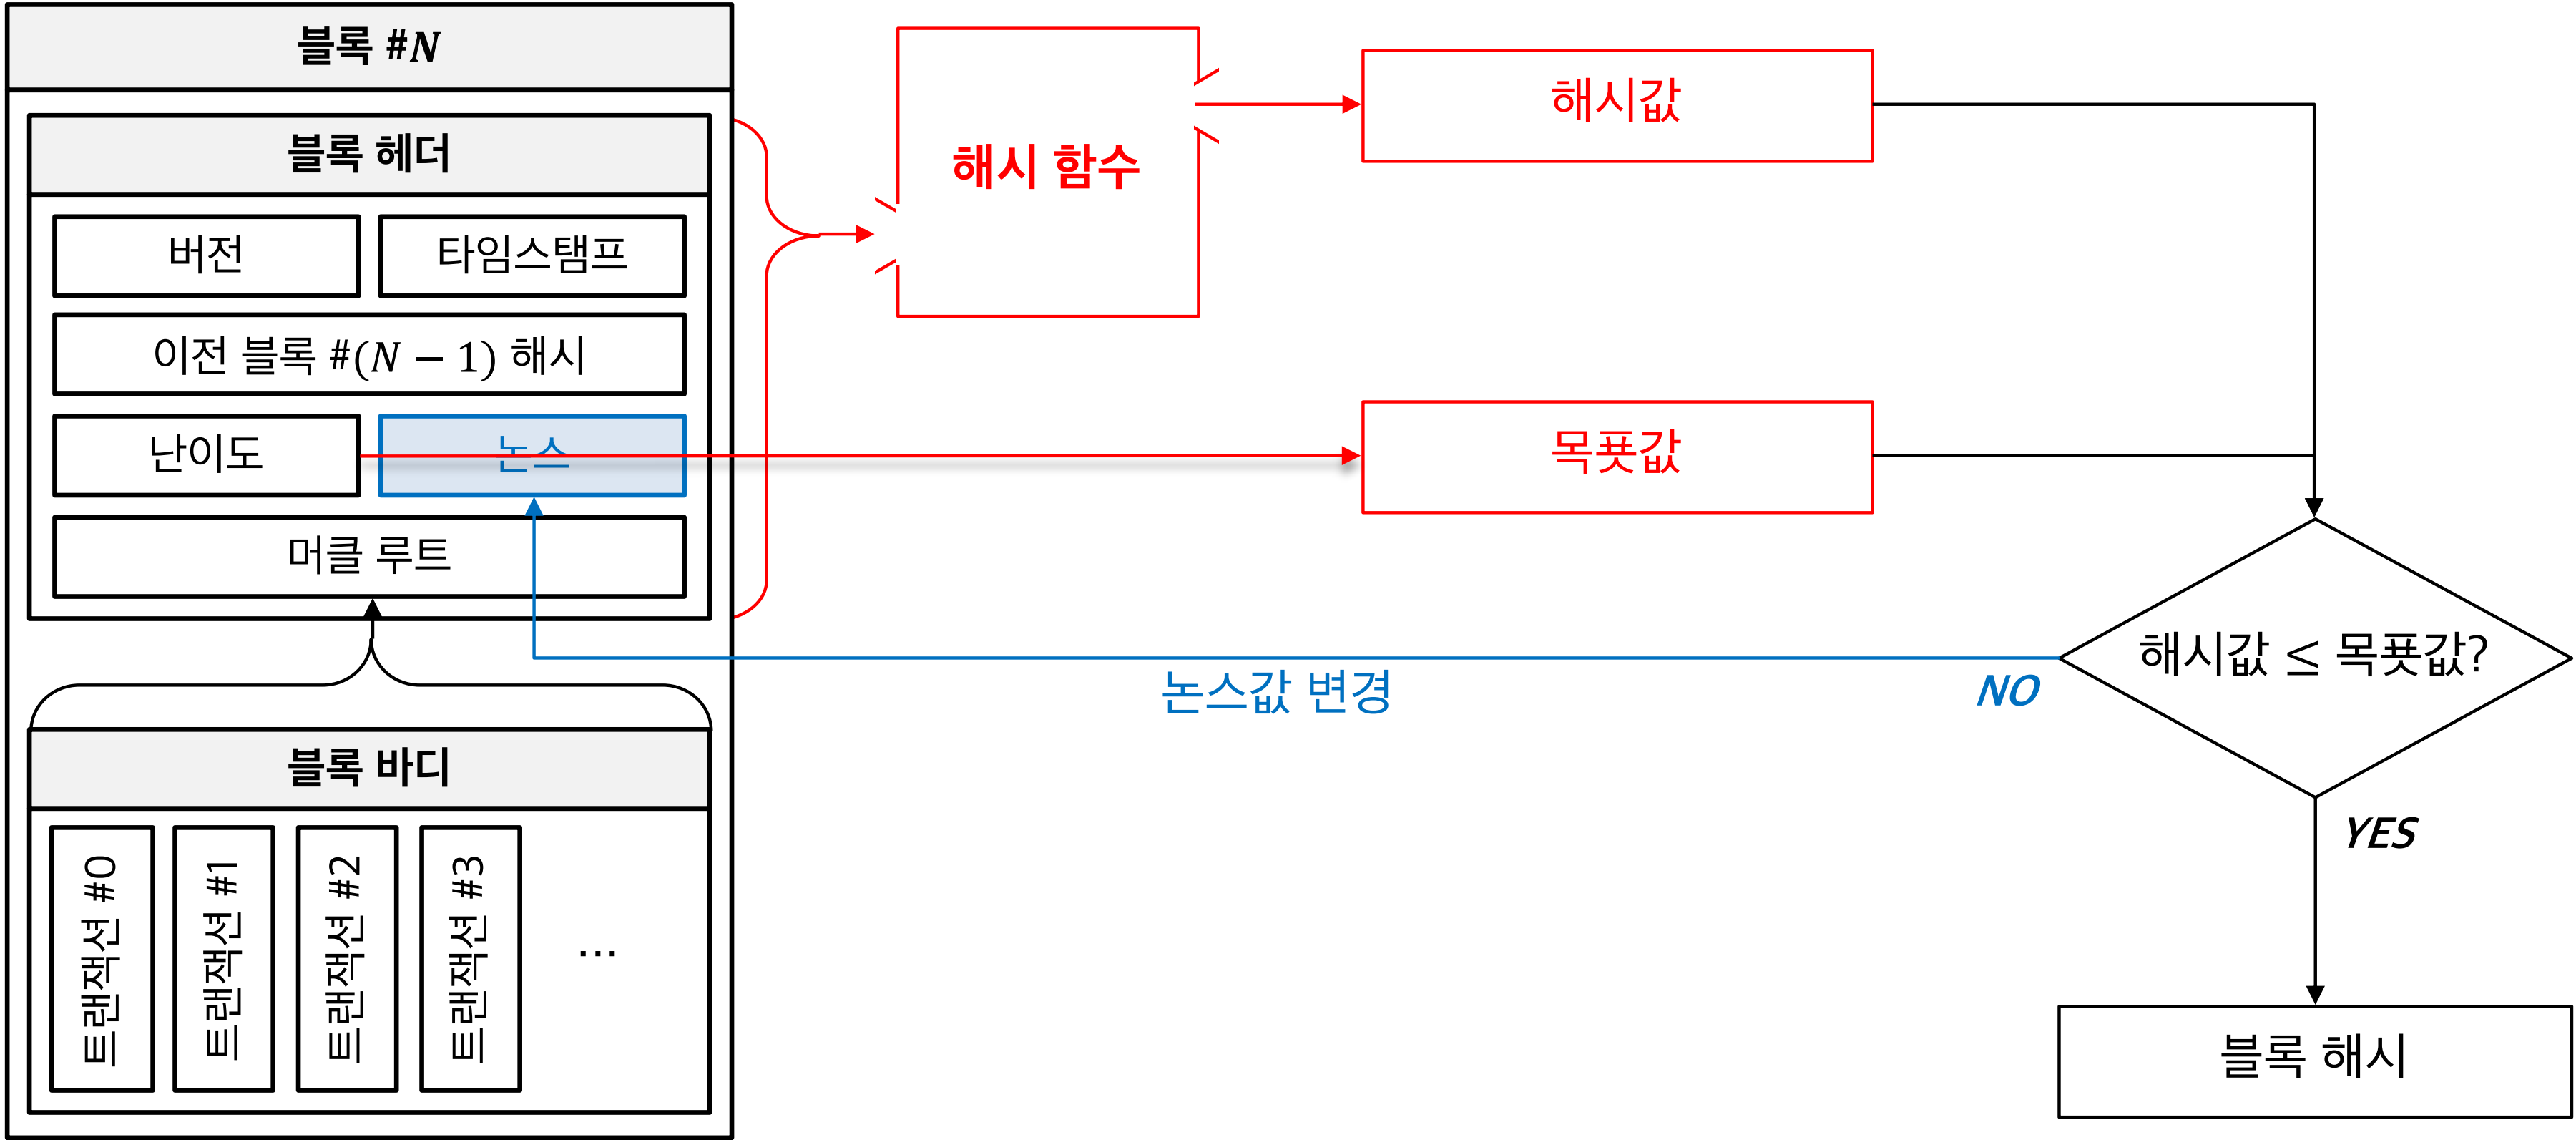 블록 #N
블록 헤더
버전
타임스탬프
이전 블록 #(N − 1) 해시
난이도
논스
머클 루트
블록 바디
트랜잭션 #0
트랜잭션 #1
트랜잭션 #2
트랜잭션 #3
...
해시 함수
해시값
목푯값
해시값 ≤ 목푯값?
NO
논스값 변경
YES
블록 해시